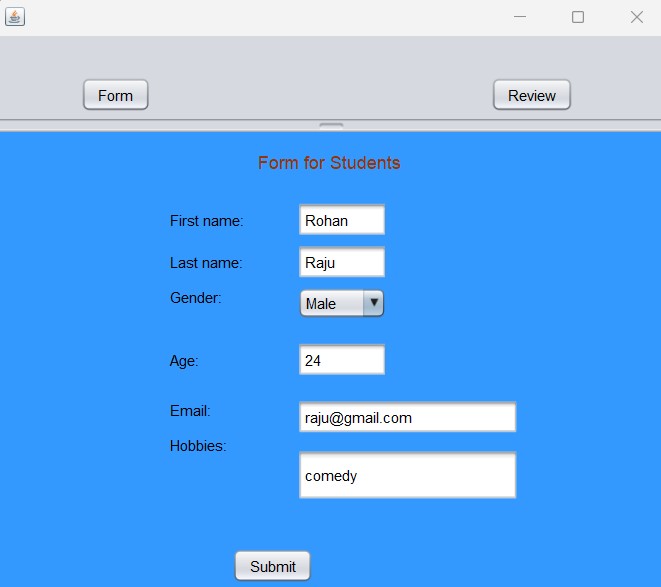 Form Review
Form for Students
First name: Rohan
Last name: Raju
Gender: Male
Age: 24
Email: raju@gmail.com
Hobbies: comedy
Submit